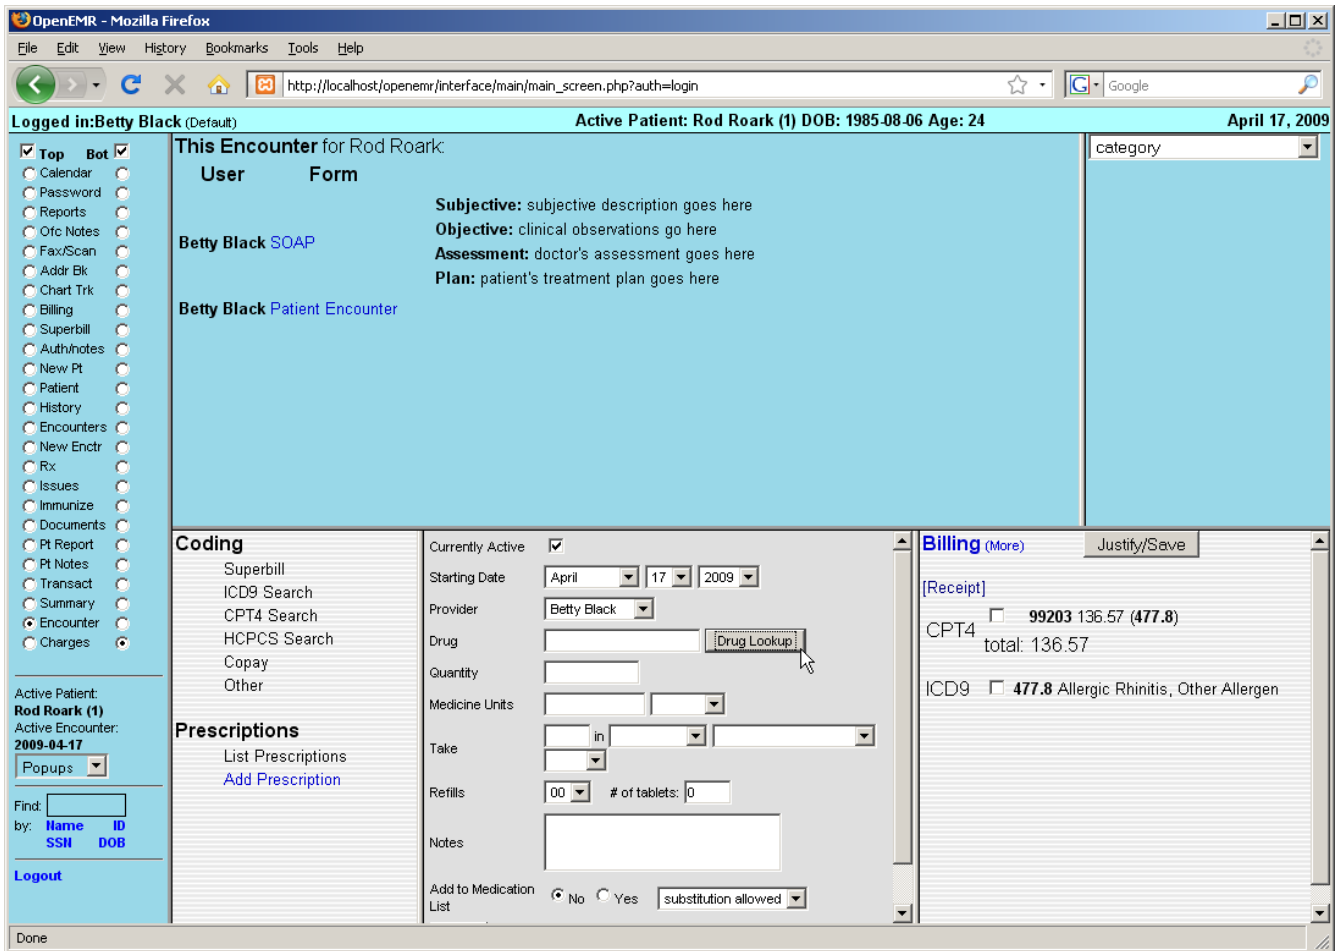 OpenEMR - Mozilla Firefox
File Edit View History Bookmarks Tools Help
http://localhost/openemr/interface/main/main_screen.php?auth=login
G Google
Logged in:Betty Black (Default) Active Patient: Rod Roark (1) DOB: 1985-08-06 Age: 24 April 17, 2009
Top Bot
Calendar
Password
Reports
Ofc Notes
Fax/Scan
Addr Bk
Chart Trk
Billing
Superbill
Auth/notes
New Pt
Patient
History
Encounters
New Enctr
Rx
Issues
Immunize
Documents
Pt Report
Pt Notes
Transact
Summary
Encounter
Charges
Active Patient:
Rod Roark (1)
Active Encounter:
2009-04-17
Popups
Find:
by: Name ID
SSN DOB
Logout
This Encounter for Rod Roark:
User Form
Subjective: subjective description goes here
Objective: clinical observations go here
Betty Black SOAP
Assessment: doctor's assessment goes here
Plan: patient's treatment plan goes here
Betty Black Patient Encounter
category
Coding
Superbill
ICD9 Search
CPT4 Search
HCPCS Search
Copay
Other
Prescriptions
List Prescriptions
Add Prescription
Currently Active
Starting Date April 17 2009
Provider Betty Black
Drug Drug Lookup
Quantity
Medicine Units
Take in
Refills 00 # of tablets: 0
Notes
Add to Medication List No Yes substitution allowed
Billing (More) Justify/Save
[Receipt]
CPT4 99203 136.57 (477.8)
total: 136.57
ICD9 477.8 Allergic Rhinitis, Other Allergen
Done